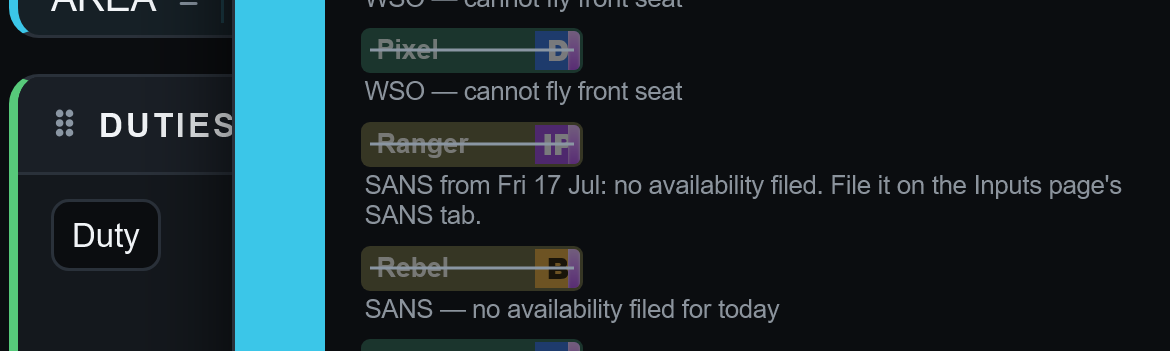 AREA –
WSO — cannot fly front seat
Pixel D
WSO — cannot fly front seat
DUTIES
Ranger IP
SANS from Fri 17 Jul: no availability filed. File it on the Inputs page's
SANS tab.
Duty
Rebel B
SANS — no availability filed for today